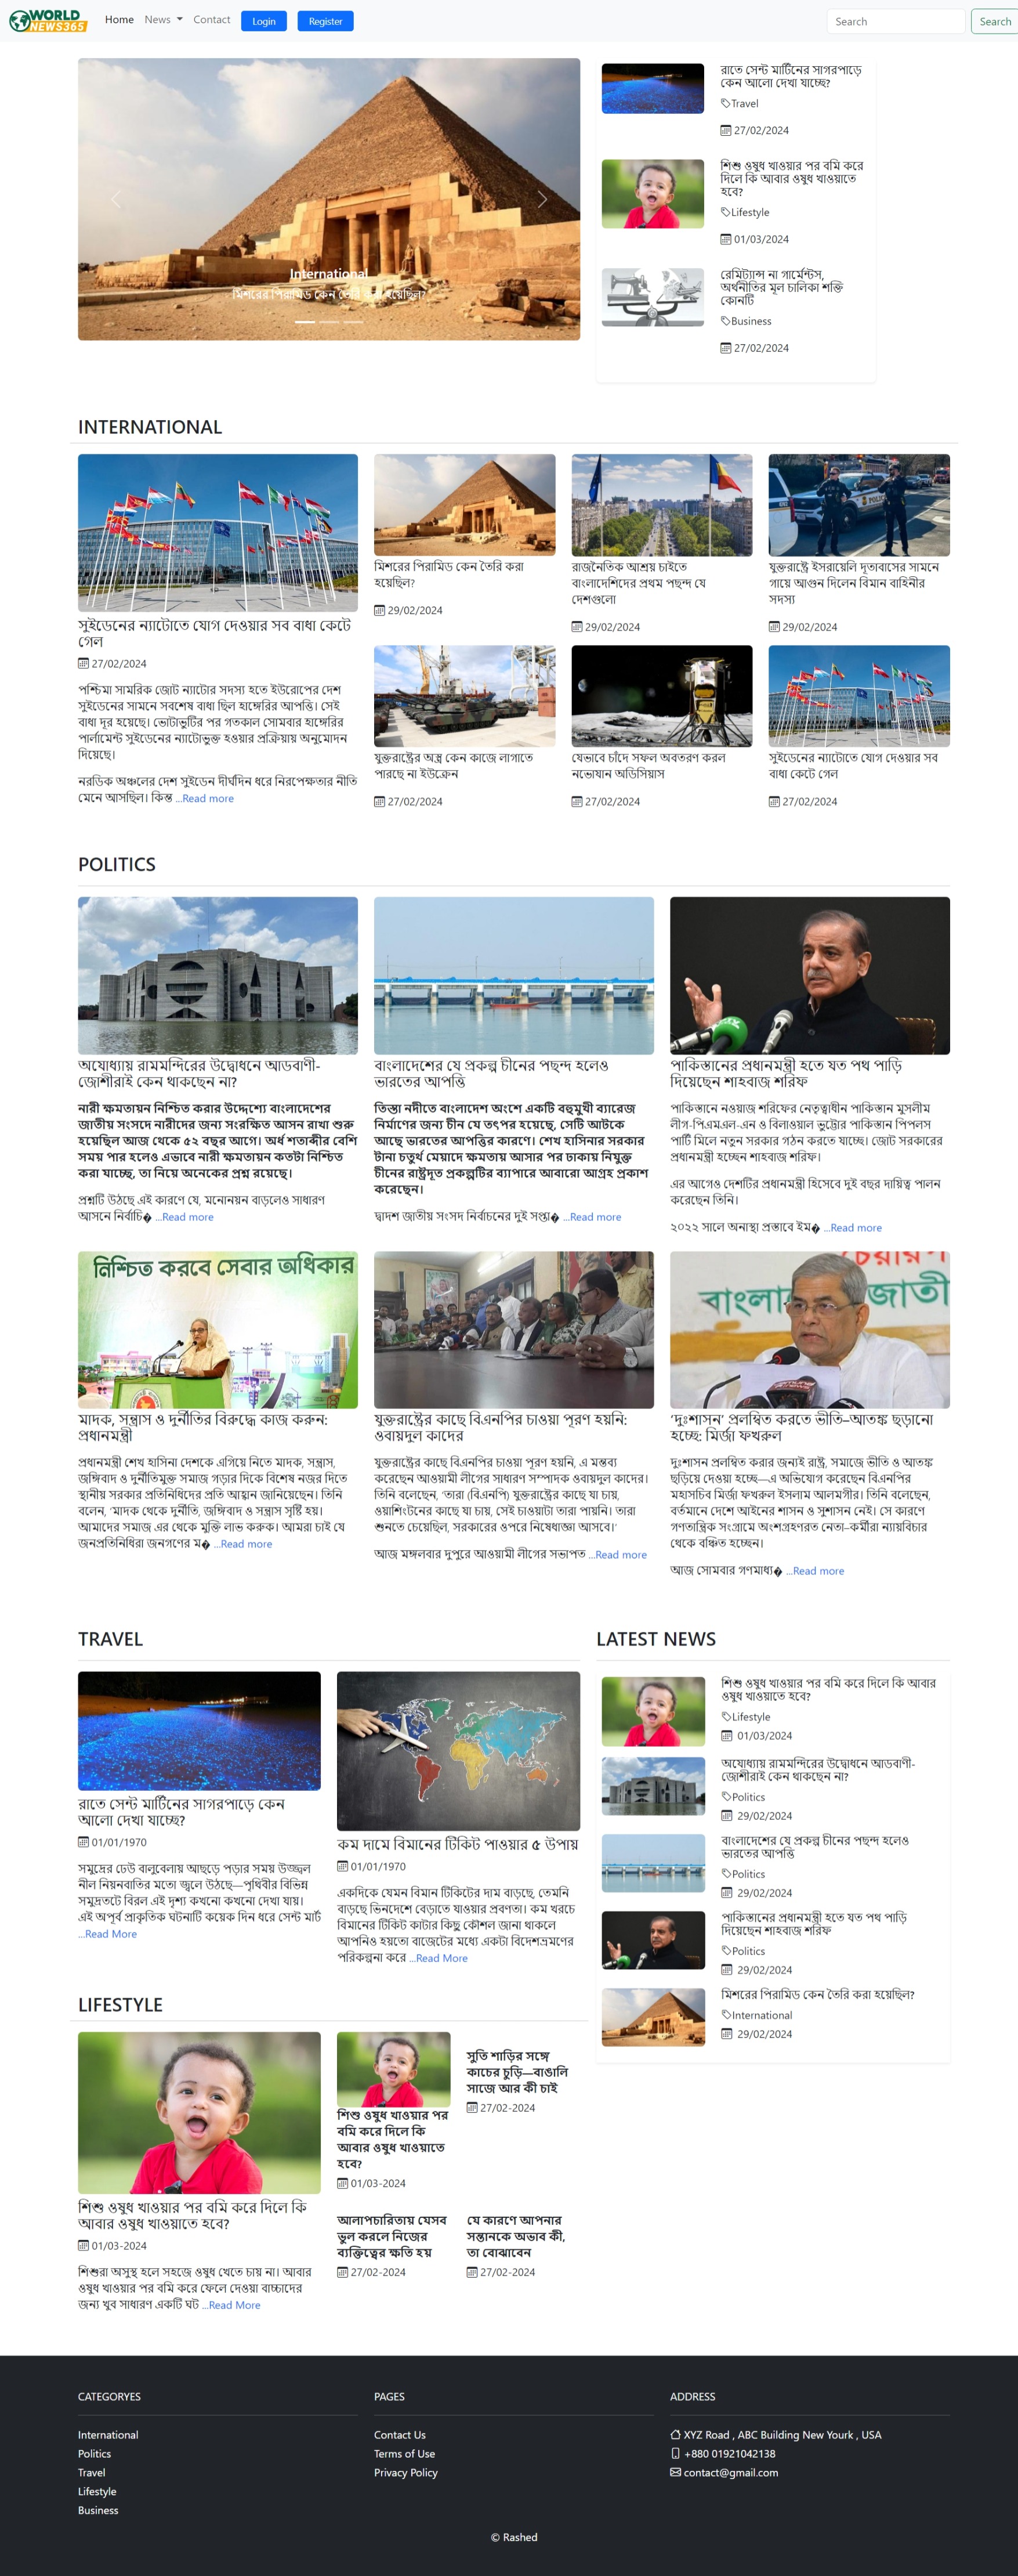 WORLD
NEWS365
Home
News
Contact
Login
Register
Search
Search
International
মিশরের পিরামিড কেন তৈরি করা হয়েছিল?
রাতে সেন্ট মার্টিনের সাগরপাড়ে
কেন আলো দেখা যাচ্ছে?
Travel
27/02/2024
শিশু ওষুধ খাওয়ার পর বমি করে
দিলে কি আবার ওষুধ খাওয়াতে
হবে?
Lifestyle
01/03/2024
রেমিট্যান্স না গার্মেন্টস,
অর্থনীতির মূল চালিকা শক্তি
কোনটি
Business
27/02/2024
INTERNATIONAL
সুইডেনের ন্যাটোতে যোগ দেওয়ার সব বাধা কেটে
গেল
27/02/2024
পশ্চিমা সামরিক জোট ন্যাটোর সদস্য হতে ইউরোপের দেশ
সুইডেনের সামনে সবশেষ বাধা ছিল হাঙ্গেরির আপত্তি। সেই
বাধা দূর হয়েছে। ভোটাভুটির পর গতকাল সোমবার হাঙ্গেরির
পার্লামেন্ট সুইডেনের ন্যাটোভুক্ত হওয়ার প্রক্রিয়ায় অনুমোদন
দিয়েছে।
নরডিক অঞ্চলের দেশ সুইডেন দীর্ঘদিন ধরে নিরপেক্ষতার নীতি
মেনে আসছিল। কিন্ত ...Read more
মিশরের পিরামিড কেন তৈরি করা
হয়েছিল?
29/02/2024
রাজনৈতিক আশ্রয় চাইতে
বাংলাদেশিদের প্রথম পছন্দ যে
দেশগুলো
29/02/2024
যুক্তরাষ্ট্রে ইসরায়েলি দূতাবাসের সামনে
গায়ে আগুন দিলেন বিমান বাহিনীর
সদস্য
29/02/2024
যুক্তরাষ্ট্রের অস্ত্র কেন কাজে লাগাতে
পারছে না ইউক্রেন
27/02/2024
যেভাবে চাঁদে সফল অবতরণ করল
নভোযান অডিসিয়াস
27/02/2024
সুইডেনের ন্যাটোতে যোগ দেওয়ার সব
বাধা কেটে গেল
27/02/2024
POLITICS
অযোধ্যায় রামমন্দিরের উদ্বোধনে আডবাণী-
জোশীরাই কেন থাকছেন না?
নারী ক্ষমতায়ন নিশ্চিত করার উদ্দেশ্যে বাংলাদেশের
জাতীয় সংসদে নারীদের জন্য সংরক্ষিত আসন রাখা শুরু
হয়েছিল আজ থেকে ৫২ বছর আগে। অর্ধ শতাব্দীর বেশি
সময় পার হলেও এভাবে নারী ক্ষমতায়ন কতটা নিশ্চিত
করা যাচ্ছে, তা নিয়ে অনেকের প্রশ্ন রয়েছে।
প্রশ্নটি উঠছে এই কারণে যে, মনোনয়ন বাড়লেও সাধারণ
আসনে নির্বাচি� ...Read more
বাংলাদেশের যে প্রকল্প চীনের পছন্দ হলেও
ভারতের আপত্তি
তিস্তা নদীতে বাংলাদেশ অংশে একটি বহুমুখী ব্যারেজ
নির্মাণের জন্য চীন যে তৎপর হয়েছে, সেটি আটকে
আছে ভারতের আপত্তির কারণে। শেখ হাসিনার সরকার
টানা চতুর্থ মেয়াদে ক্ষমতায় আসার পর ঢাকায় নিযুক্ত
চীনের রাষ্ট্রদূত প্রকল্পটির ব্যাপারে আবারো আগ্রহ প্রকাশ
করেছেন।
দ্বাদশ জাতীয় সংসদ নির্বাচনের দুই সপ্তা� ...Read more
পাকিস্তানের প্রধানমন্ত্রী হতে যত পথ পাড়ি
দিয়েছেন শাহবাজ শরিফ
পাকিস্তানে নওয়াজ শরিফের নেতৃত্বাধীন পাকিস্তান মুসলীম
লীগ-পিএমএল-এন ও বিলাওয়াল ভুট্টোর পাকিস্তান পিপলস
পার্টি মিলে নতুন সরকার গঠন করতে যাচ্ছে। জোট সরকারের
প্রধানমন্ত্রী হচ্ছেন শাহবাজ শরিফ।
এর আগেও দেশটির প্রধানমন্ত্রী হিসেবে দুই বছর দায়িত্ব পালন
করেছেন তিনি।
২০২২ সালে অনাস্থা প্রস্তাবে ইম� ...Read more
নিশ্চিত করবে সেবার অধিকার
মাদক, সন্ত্রাস ও দুর্নীতির বিরুদ্ধে কাজ করুন:
প্রধানমন্ত্রী
প্রধানমন্ত্রী শেখ হাসিনা দেশকে এগিয়ে নিতে মাদক, সন্ত্রাস,
জঙ্গিবাদ ও দুর্নীতিমুক্ত সমাজ গড়ার দিকে বিশেষ নজর দিতে
স্থানীয় সরকার প্রতিনিধিদের প্রতি আহ্বান জানিয়েছেন। তিনি
বলেন, 'মাদক থেকে দুর্নীতি, জঙ্গিবাদ ও সন্ত্রাস সৃষ্টি হয়।
আমাদের সমাজ এর থেকে মুক্তি লাভ করুক। আমরা চাই যে
জনপ্রতিনিধিরা জনগণের ম� ...Read more
যুক্তরাষ্ট্রের কাছে বিএনপির চাওয়া পূরণ হয়নি:
ওবায়দুল কাদের
যুক্তরাষ্ট্রের কাছে বিএনপির চাওয়া পূরণ হয়নি, এ মন্তব্য
করেছেন আওয়ামী লীগের সাধারণ সম্পাদক ওবায়দুল কাদের।
তিনি বলেছেন, 'তারা (বিএনপি) যুক্তরাষ্ট্রের কাছে যা চায়,
ওয়াশিংটনের কাছে যা চায়, সেই চাওয়াটা তারা পায়নি। তারা
শুনতে চেয়েছিল, সরকারের ওপরে নিষেধাজ্ঞা আসবে।'
আজ মঙ্গলবার দুপুরে আওয়ামী লীগের সভাপত ...Read more
বাংলা জাতী
'দুঃশাসন' প্রলম্বিত করতে ভীতি–আতঙ্ক ছড়ানো
হচ্ছে: মির্জা ফখরুল
দুঃশাসন প্রলম্বিত করার জন্যই রাষ্ট্র, সমাজে ভীতি ও আতঙ্ক
ছড়িয়ে দেওয়া হচ্ছে—এ অভিযোগ করেছেন বিএনপির
মহাসচিব মির্জা ফখরুল ইসলাম আলমগীর। তিনি বলেছেন,
বর্তমানে দেশে আইনের শাসন ও সুশাসন নেই। সে কারণে
গণতান্ত্রিক সংগ্রামে অংশগ্রহণরত নেতা–কর্মীরা ন্যায়বিচার
থেকে বঞ্চিত হচ্ছেন।
আজ সোমবার গণমাধ্য� ...Read more
TRAVEL
রাতে সেন্ট মার্টিনের সাগরপাড়ে কেন
আলো দেখা যাচ্ছে?
01/01/1970
সমুদ্রের ঢেউ বালুবেলায় আছড়ে পড়ার সময় উজ্জ্বল
নীল নিয়নবাতির মতো জ্বলে উঠছে—পৃথিবীর বিভিন্ন
সমুদ্রতটে বিরল এই দৃশ্য কখনো কখনো দেখা যায়।
এই অপূর্ব প্রাকৃতিক ঘটনাটি কয়েক দিন ধরে সেন্ট মার্ট
...Read More
কম দামে বিমানের টিকিট পাওয়ার ৫ উপায়
01/01/1970
একদিকে যেমন বিমান টিকিটের দাম বাড়ছে, তেমনি
বাড়ছে ভিনদেশে বেড়াতে যাওয়ার প্রবণতা। কম খরচে
বিমানের টিকিট কাটার কিছু কৌশল জানা থাকলে
আপনিও হয়তো বাজেটের মধ্যে একটা বিদেশভ্রমণের
পরিকল্পনা করে ...Read More
LATEST NEWS
শিশু ওষুধ খাওয়ার পর বমি করে দিলে কি আবার
ওষুধ খাওয়াতে হবে?
Lifestyle
01/03/2024
অযোধ্যায় রামমন্দিরের উদ্বোধনে আডবাণী-
জোশীরাই কেন থাকছেন না?
Politics
29/02/2024
বাংলাদেশের যে প্রকল্প চীনের পছন্দ হলেও
ভারতের আপত্তি
Politics
29/02/2024
পাকিস্তানের প্রধানমন্ত্রী হতে যত পথ পাড়ি
দিয়েছেন শাহবাজ শরিফ
Politics
29/02/2024
মিশরের পিরামিড কেন তৈরি করা হয়েছিল?
International
29/02/2024
LIFESTYLE
শিশু ওষুধ খাওয়ার পর বমি করে দিলে কি
আবার ওষুধ খাওয়াতে হবে?
01/03-2024
শিশুরা অসুস্থ হলে সহজে ওষুধ খেতে চায় না। আবার
ওষুধ খাওয়ার পর বমি করে ফেলে দেওয়া বাচ্চাদের
জন্য খুব সাধারণ একটি ঘট ...Read More
শিশু ওষুধ খাওয়ার পর
বমি করে দিলে কি
আবার ওষুধ খাওয়াতে
হবে?
01/03-2024
সুতি শাড়ির সঙ্গে
কাচের চুড়ি—বাঙালি
সাজে আর কী চাই
27/02-2024
আলাপচারিতায় যেসব
ভুল করলে নিজের
ব্যক্তিত্বের ক্ষতি হয়
27/02-2024
যে কারণে আপনার
সন্তানকে অভাব কী,
তা বোঝাবেন
27/02-2024
CATEGORYES
International
Politics
Travel
Lifestyle
Business
PAGES
Contact Us
Terms of Use
Privacy Policy
ADDRESS
XYZ Road , ABC Building New Yourk , USA
+880 01921042138
contact@gmail.com
© Rashed